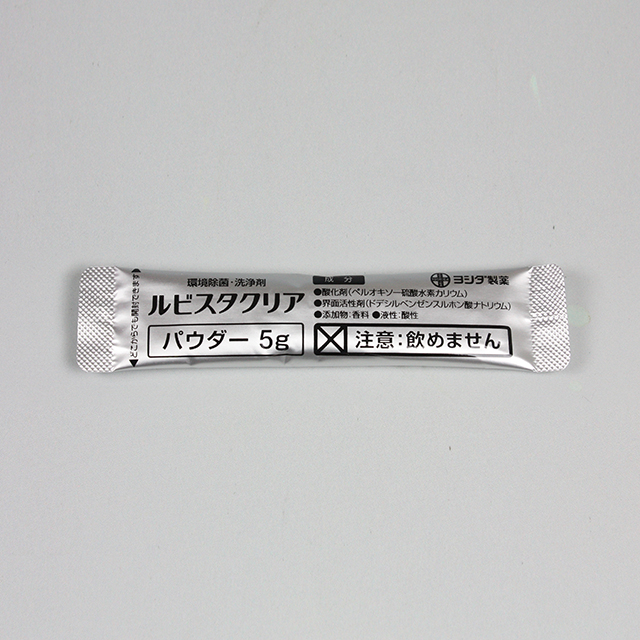 ◀どこからでも開封できます▶
環境除菌・洗浄剤
ルビスタクリア
パウダー 5g
成分
ヨシダ製薬
●酸化剤(ペルオキソ一硫酸水素カリウム)
●界面活性剤(ドデシルベンゼンスルホン酸ナトリウム)
●添加物:香料 ●液性:酸性
注意:飲めません